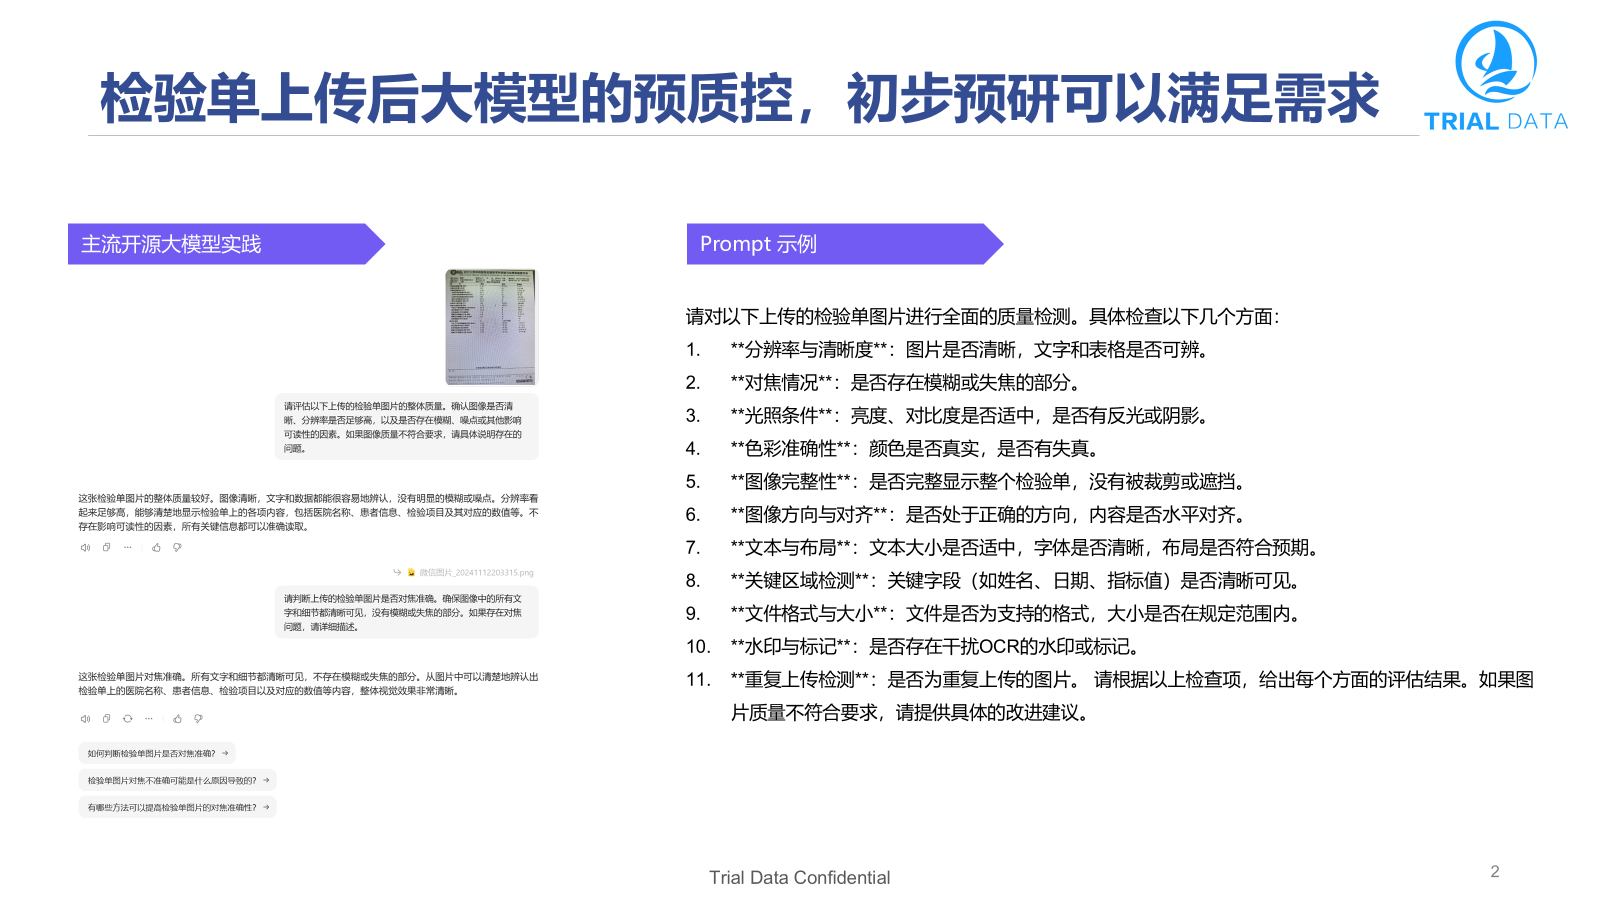 检验单上传后大模型的预质控，初步预研可以满足需求
TRIAL DATA
主流开源大模型实践
请评估以下上传的检验单图片的整体质量。确认图像是否清
晰、分辨率是否足够高，以及是否存在模糊、噪点或其他影响
可读性的因素。如果图像质量不符合要求，请具体说明存在的
问题。
这张检验单图片的整体质量较好。图像清晰，文字和数据都能很容易地辨认，没有明显的模糊或噪点。分辨率看
起来足够高，能够清楚地显示检验单上的各项内容，包括医院名称、患者信息、检验项目及其对应的数值等。不
存在影响可读性的因素，所有关键信息都可以准确读取。
微信图片_20241112203315.png
请判断上传的检验单图片是否对焦准确。确保图像中的所有文
字和细节都清晰可见，没有模糊或失焦的部分。如果存在对焦
问题，请详细描述。
这张检验单图片对焦准确。所有文字和细节都清晰可见，不存在模糊或失焦的部分。从图片中可以清楚地辨认出
检验单上的医院名称、患者信息、检验项目以及对应的数值等内容，整体视觉效果非常清晰。
如何判断检验单图片是否对焦准确？ →
检验单图片对焦不准确可能是什么原因导致的？ →
有哪些方法可以提高检验单图片的对焦准确性？ →
Prompt 示例
请对以下上传的检验单图片进行全面的质量检测。具体检查以下几个方面：
1. **分辨率与清晰度**：图片是否清晰，文字和表格是否可辨。
2. **对焦情况**：是否存在模糊或失焦的部分。
3. **光照条件**：亮度、对比度是否适中，是否有反光或阴影。
4. **色彩准确性**：颜色是否真实，是否有失真。
5. **图像完整性**：是否完整显示整个检验单，没有被裁剪或遮挡。
6. **图像方向与对齐**：是否处于正确的方向，内容是否水平对齐。
7. **文本与布局**：文本大小是否适中，字体是否清晰，布局是否符合预期。
8. **关键区域检测**：关键字段（如姓名、日期、指标值）是否清晰可见。
9. **文件格式与大小**：文件是否为支持的格式，大小是否在规定范围内。
10. **水印与标记**：是否存在干扰OCR的水印或标记。
11. **重复上传检测**：是否为重复上传的图片。 请根据以上检查项，给出每个方面的评估结果。如果图
片质量不符合要求，请提供具体的改进建议。
Trial Data Confidential
2